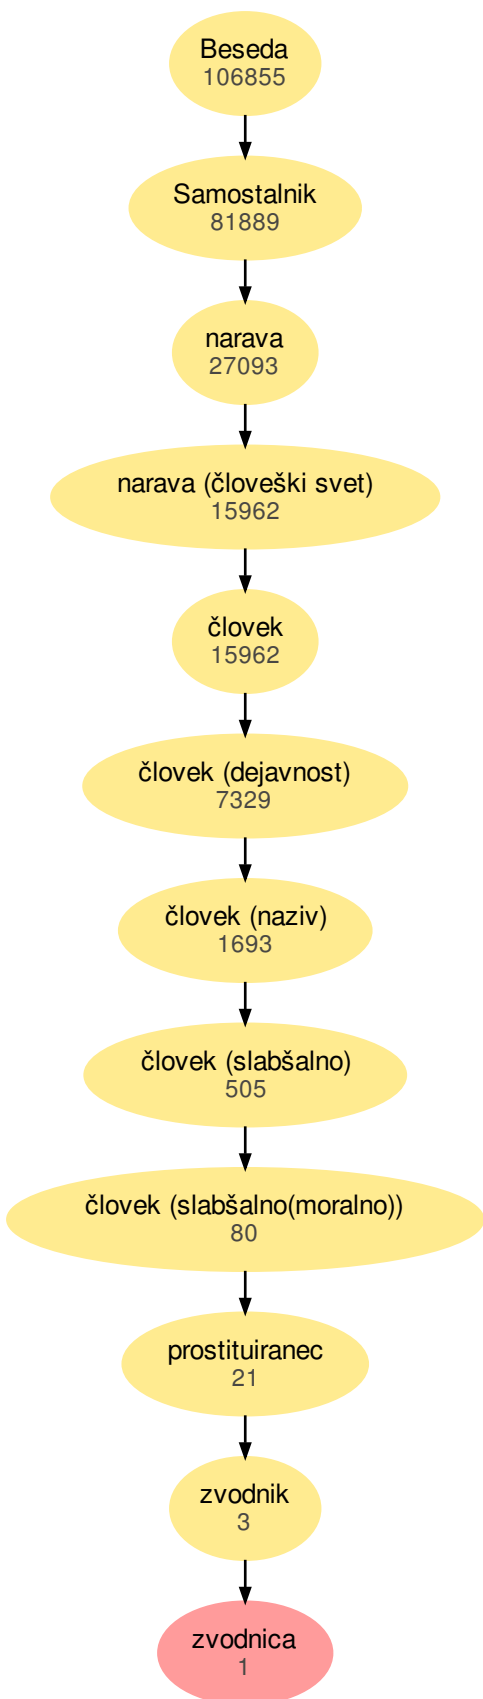 Beseda
106855
Samostalnik
81889
narava
27093
narava (človeški svet)
15962
človek
15962
človek (dejavnost)
7329
človek (naziv)
1693
človek (slabšalno)
505
človek (slabšalno(moralno))
80
prostituiranec
21
zvodnik
3
zvodnica
1